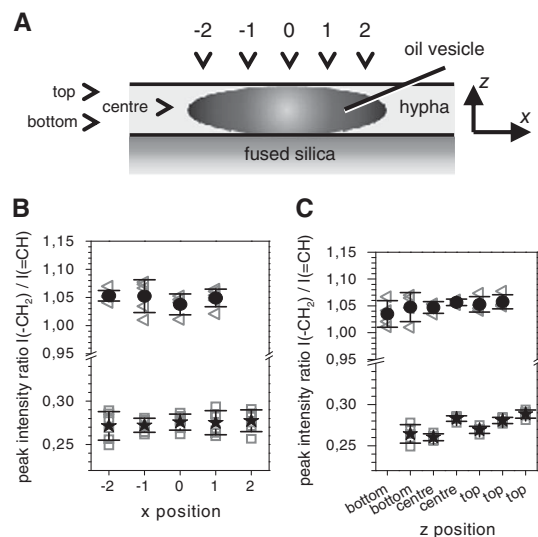 A
-2 -1 0 1 2
oil vesicle
top
centre
bottom
hypha
fused silica
z
x
B
peak intensity ratio I(-CH₂) / I(=CH)
1,15
1,10
1,05
1,00
0,95
0,30
0,25
-2 -1 0 1 2
x position
C
peak intensity ratio I(-CH₂) / I(=CH)
1,15
1,10
1,05
1,00
0,95
0,30
0,25
bottom bottom centre centre top top top
z position